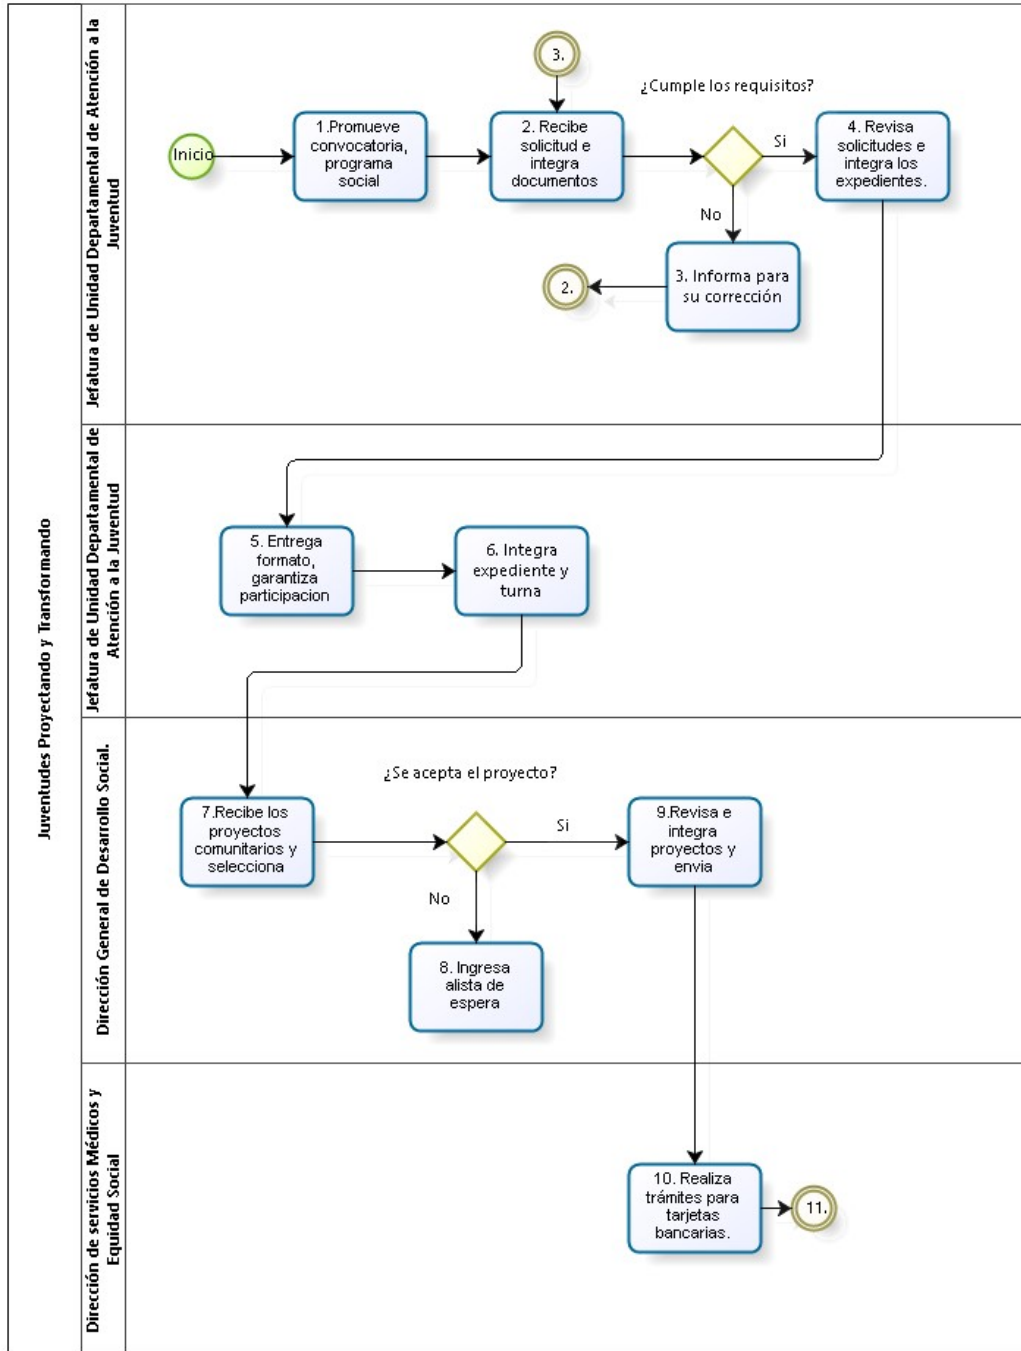 Juventudes Proyectando y Transformando
Jefatura de Unidad Departamental de Atención a la
Juventud
Inicio
1.Promueve
convocatoria,
programa
social
3.
2. Recibe
solicitud e
integra
documentos
¿Cumple los requisitos?
Si
No
4. Revisa
solicitudes e
integra los
expedientes.
3. Informa para
su corrección
2.
Jefatura de Unidad Departamental de
Atención a la Juventud
5. Entrega
formato,
garantiza
participacion
6. Integra
expediente y
turna
Dirección General de Desarrollo Social.
7.Recibe los
proyectos
comunitarios y
selecciona
¿Se acepta el proyecto?
Si
No
8. Ingresa
alista de
espera
9.Revisa e
integra
proyectos y
envia
Dirección de servicios Médicos y
Equidad Social
10. Realiza
trámites para
tarjetas
bancarias.
11.